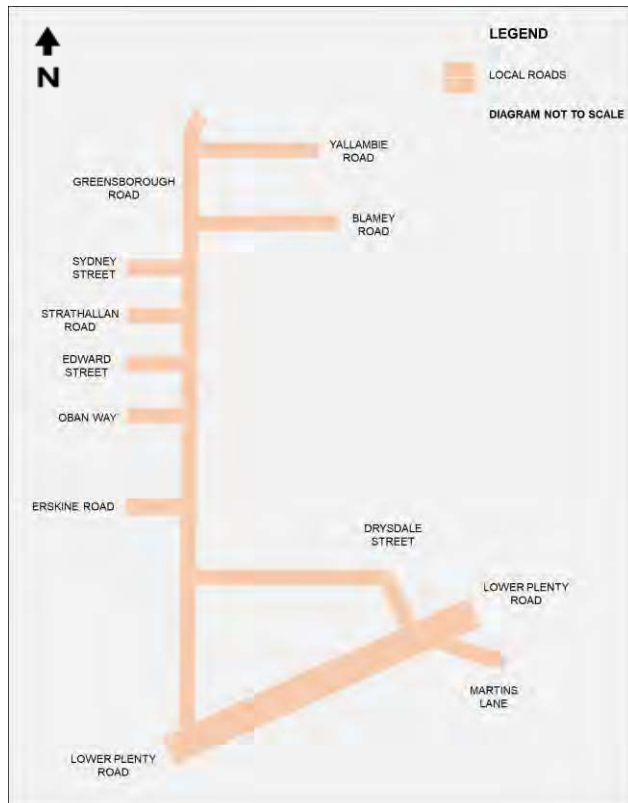 LEGEND
N
LOCAL ROADS
DIAGRAM NOT TO SCALE
YALLAMBIE
ROAD
GREENSBOROUGH
ROAD
BLAMEY
ROAD
SYDNEY
STREET
STRATHALLAN
ROAD
EDWARD
STREET
OBAN WAY
ERSKINE ROAD
DRYSDALE
STREET
LOWER PLENTY
ROAD
MARTINS
LANE
LOWER PLENTY
ROAD